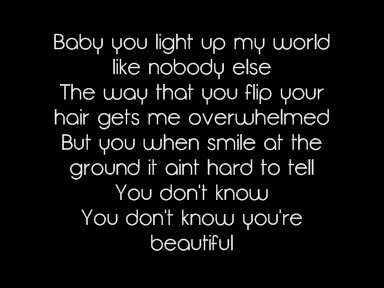 Baby you light up my world
like nobody else
The way that you flip your
hair gets me overwhelmed
But you when smile at the
ground it aint hard to tell
You don't know
You don't know you're
beautiful